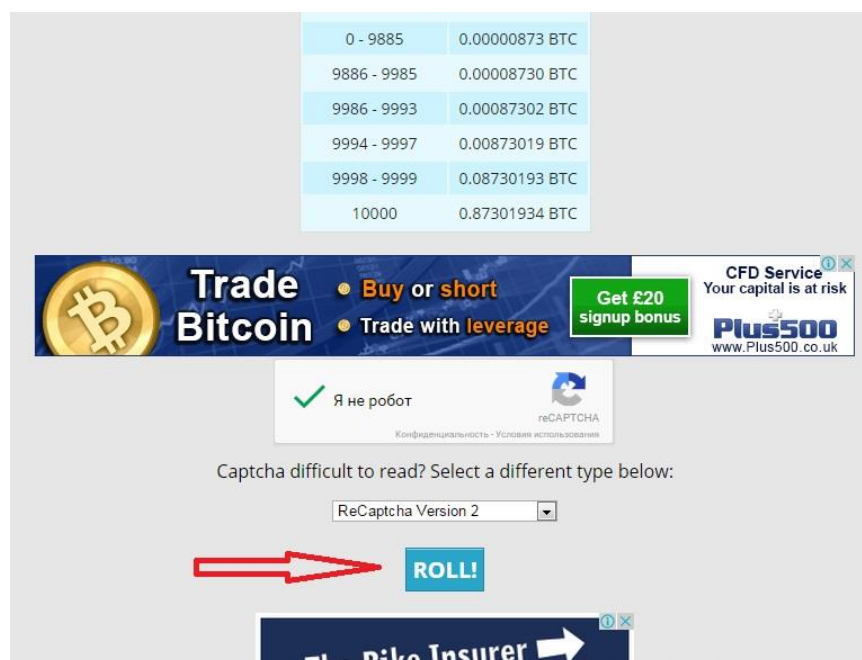 0 - 9885 0.00000873 BTC
9886 - 9985 0.00008730 BTC
9986 - 9993 0.00087302 BTC
9994 - 9997 0.00873019 BTC
9998 - 9999 0.08730193 BTC
10000 0.87301934 BTC
Trade Bitcoin
Buy or short
Trade with leverage
Get £20
signup bonus
CFD Service
Your capital is at risk
Plus500
www.Plus500.co.uk
Я не робот
reCAPTCHA
Конфиденциальность - Условия использования
Captcha difficult to read? Select a different type below:
ReCaptcha Version 2
ROLL!
The Bike Insurer